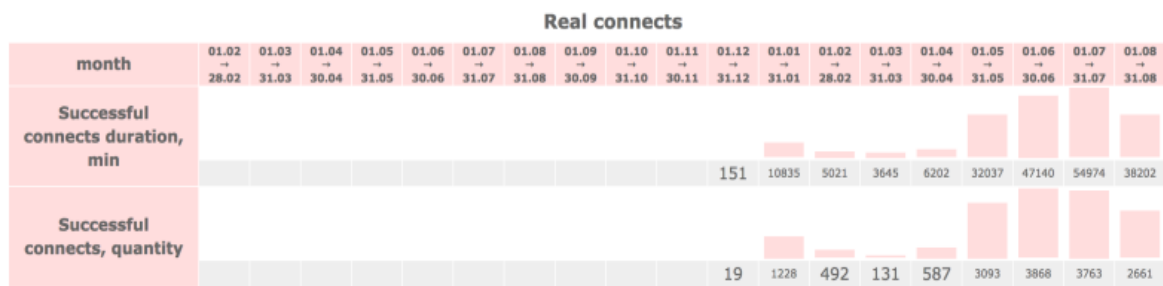 Real connects
month
01.02 01.03 01.04 01.05 01.06 01.07 01.08 01.09 01.10 01.11 01.12 01.01 01.02 01.03 01.04 01.05 01.06 01.07 01.08
→ → → → → → → → → → → → → → → → → → →
28.02 31.03 30.04 31.05 30.06 31.07 31.08 30.09 31.10 30.11 31.12 31.01 28.02 31.03 30.04 31.05 30.06 31.07 31.08
Successful
connects duration,
min
151 10835 5021 3645 6202 32037 47140 54974 38202
Successful
connects, quantity
19 1228 492 131 587 3093 3868 3763 2661